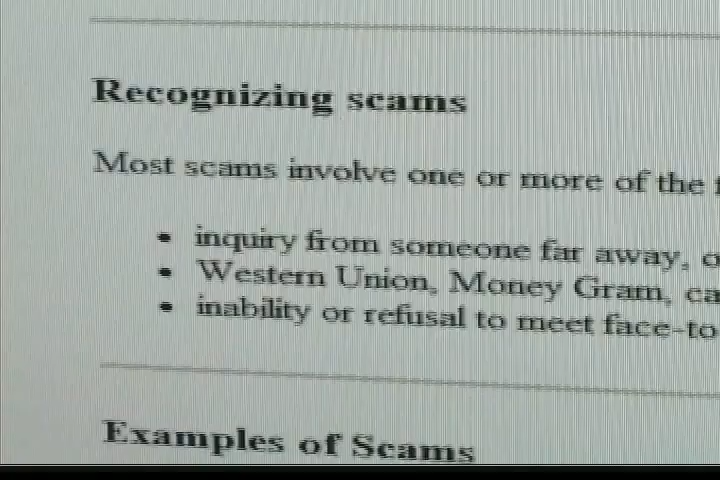 Recognizing scams
Most scams involve one or more of the
inquiry from someone far away,
Western Union, Money Gram,
inability or refusal to meet face-to
Examples of Scams